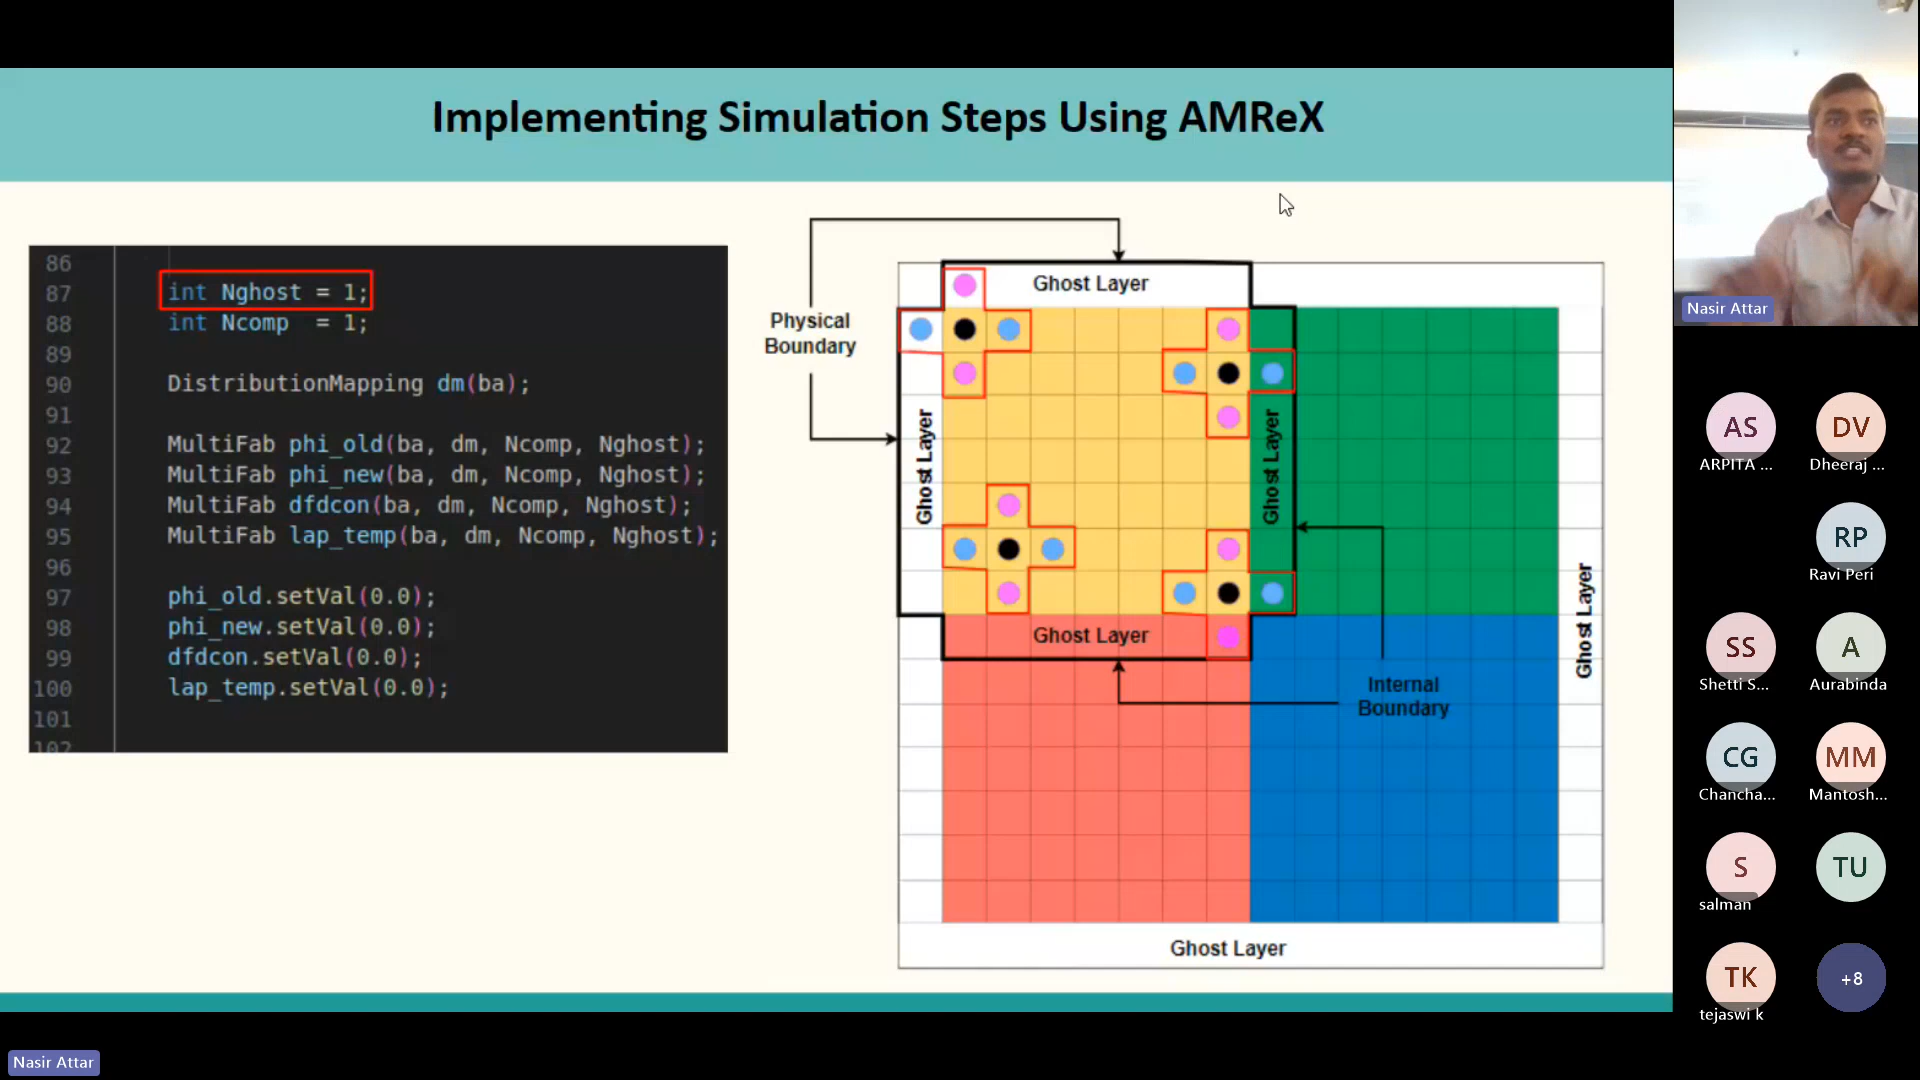 Implementing Simulation Steps Using AMReX
86
87 int Nghost = 1;
88 int Ncomp = 1;
89
90 DistributionMapping dm(ba);
91
92 MultiFab phi_old(ba, dm, Ncomp, Nghost);
93 MultiFab phi_new(ba, dm, Ncomp, Nghost);
94 MultiFab dfdcon(ba, dm, Ncomp, Nghost);
95 MultiFab lap_temp(ba, dm, Ncomp, Nghost);
96
97 phi_old.setVal(0.0);
98 phi_new.setVal(0.0);
99 dfdcon.setVal(0.0);
100 lap_temp.setVal(0.0);
101
102
Physical
Boundary
Ghost Layer
Ghost Layer
Ghost Layer
Ghost Layer
Internal
Boundary
Ghost Layer
Ghost Layer
Nasir Attar
AS
ARPITA ...
DV
Dheeraj ...
RP
Ravi Peri
SS
Shetti S...
A
Aurabinda
CG
Chancha...
MM
Mantosh...
S
salman
TU
TK
tejaswi k
+8
Nasir Attar